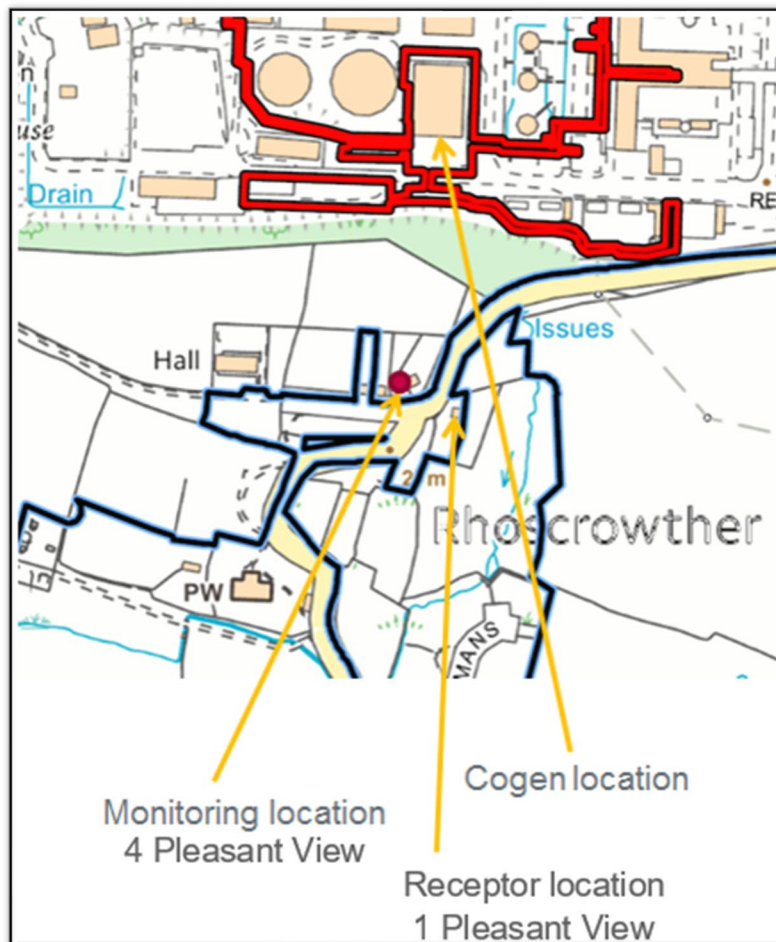 n
use
Drain
RE
Issues
Hall
2 m
Rhoscrowther
PW
MANS
Cogen location
Monitoring location
4 Pleasant View
Receptor location
1 Pleasant View